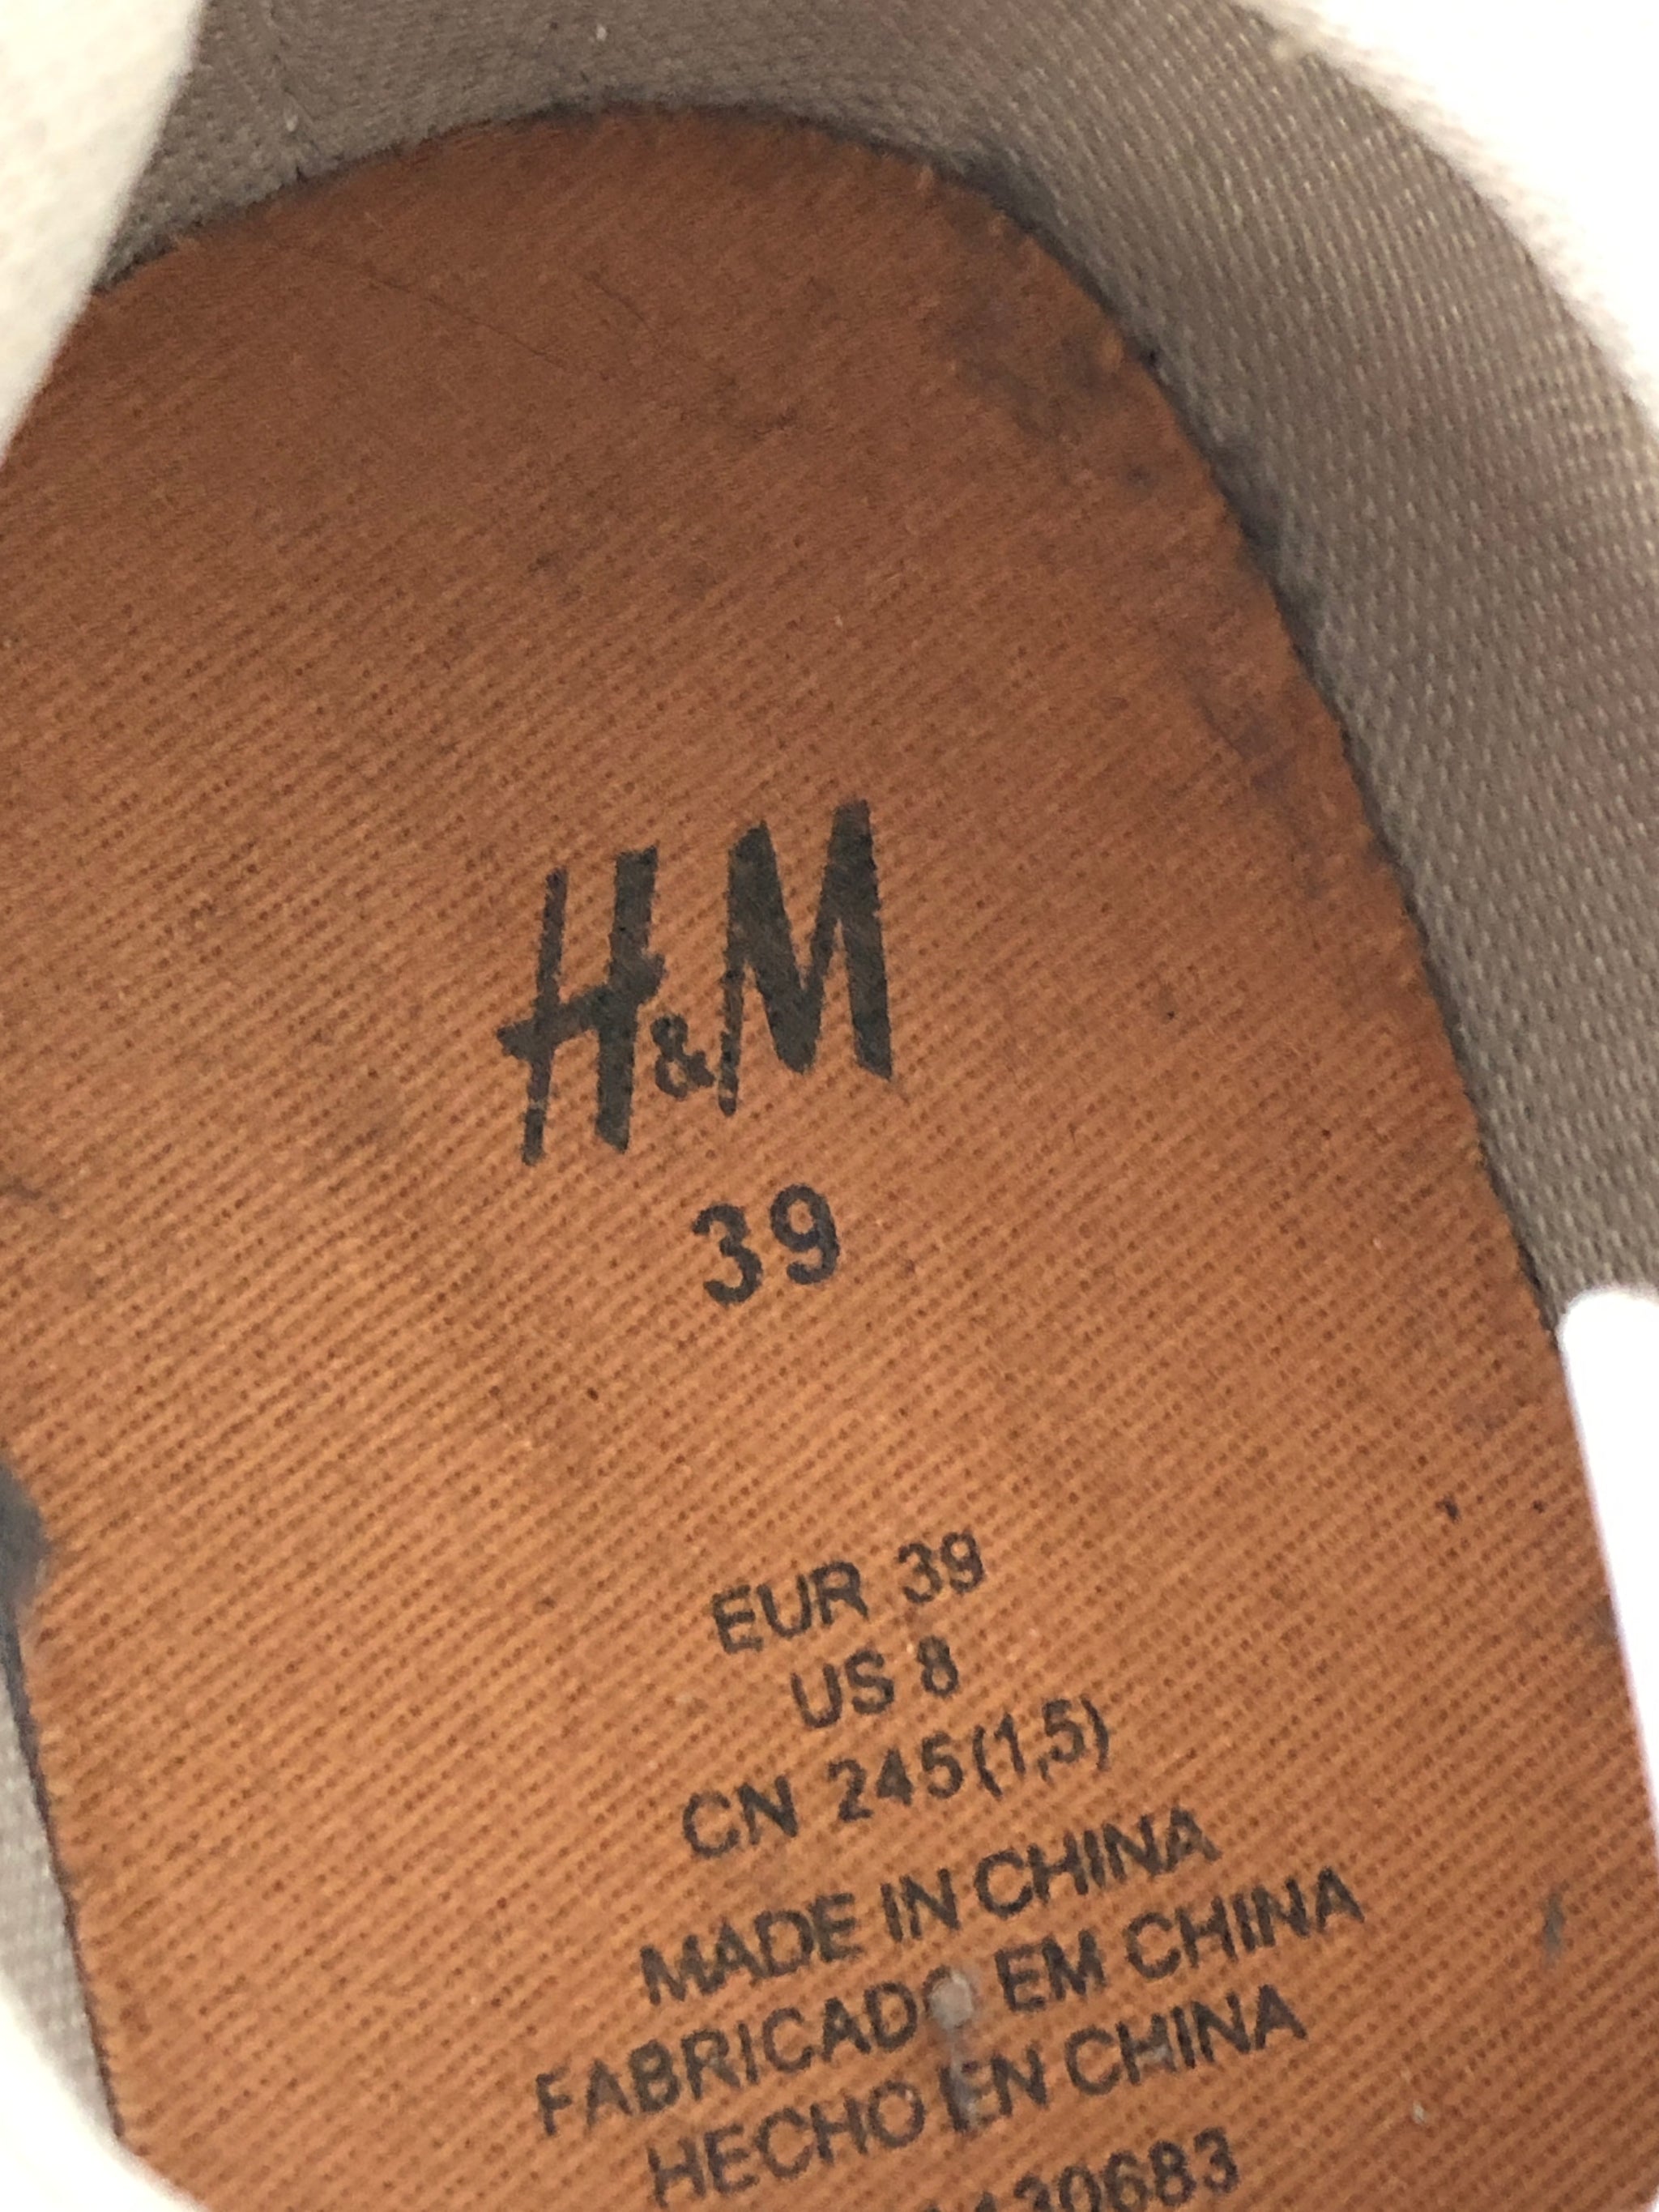 H&M
39
EUR 39
US 8
CN 245(1,5)
MADE IN CHINA
FABRICADO EM CHINA
HECHO EN CHINA